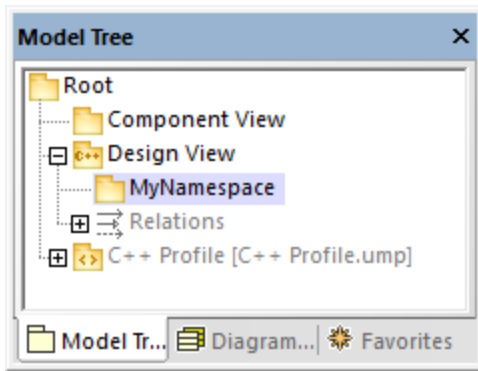 Model Tree
Root
Component View
C++ Design View
MyNamespace
Relations
C++ Profile [C++ Profile.ump]
Model Tr... Diagram... Favorites